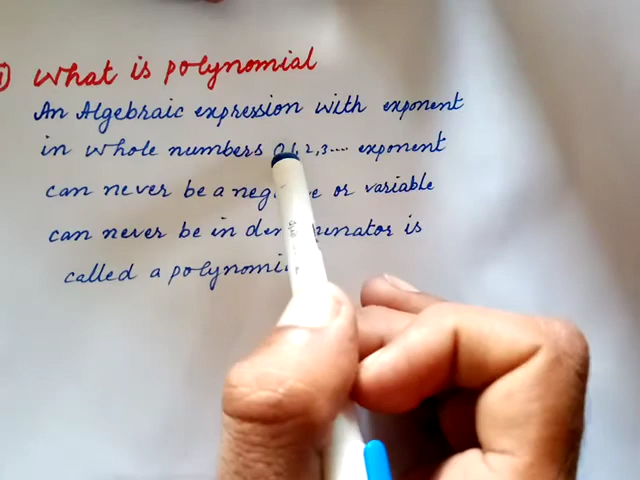 1) What is polynomial
An Algebraic expression with exponent
in whole numbers 0,1,2,3.... exponent
can never be a or variable
can never be in is
called a